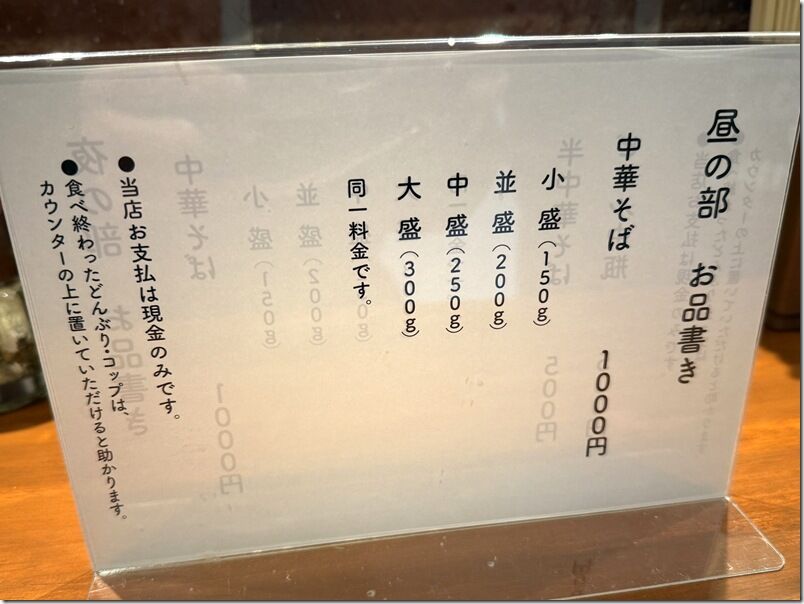 昼の部　お品書き
中華そば　1000円
小盛（150g）
並盛（200g）
中盛（250g）
大盛（300g）
同一料金です。
●当店お支払は現金のみです。
●食べ終わったどんぶり・コップは、
カウンターの上に置いていただけると助かります。